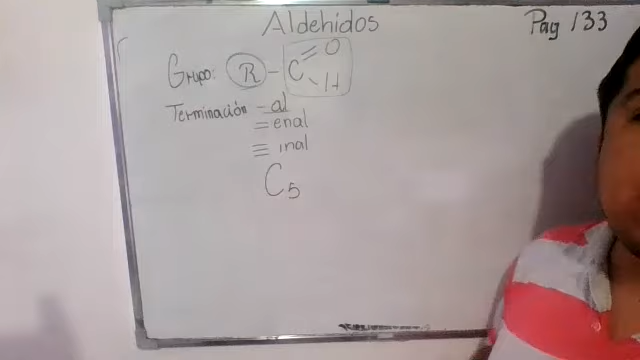 Aldehidos
Pag 133
Grupo: R - C = O
\ H
Terminación - al
= enal
≡ inal
C5